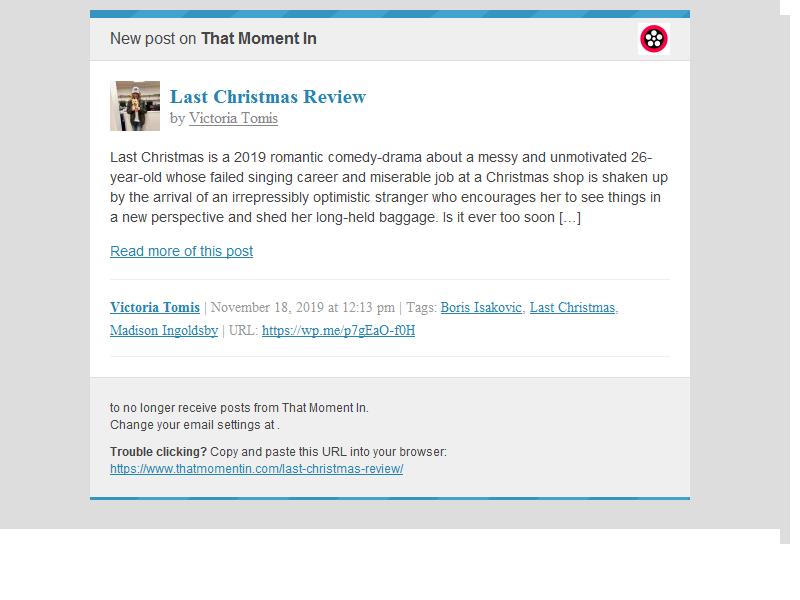 New post on That Moment In
Last Christmas Review
by Victoria Tomis
Last Christmas is a 2019 romantic comedy-drama about a messy and unmotivated 26-
year-old whose failed singing career and miserable job at a Christmas shop is shaken up
by the arrival of an irrepressibly optimistic stranger who encourages her to see things in
a new perspective and shed her long-held baggage. Is it ever too soon […]
Read more of this post
Victoria Tomis | November 18, 2019 at 12:13 pm | Tags: Boris Isakovic, Last Christmas,
Madison Ingoldsby | URL: https://wp.me/p7gEaO-f0H
to no longer receive posts from That Moment In.
Change your email settings at .
Trouble clicking? Copy and paste this URL into your browser:
https://www.thatmomentin.com/last-christmas-review/